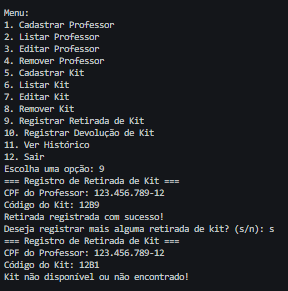 Menu:
1. Cadastrar Professor
2. Listar Professor
3. Editar Professor
4. Remover Professor
5. Cadastrar Kit
6. Listar Kit
7. Editar Kit
8. Remover Kit
9. Registrar Retirada de Kit
10. Registrar Devolução de Kit
11. Ver Histórico
12. Sair
Escolha uma opção: 9
=== Registro de Retirada de Kit ===
CPF do Professor: 123.456.789-12
Código do Kit: 12B9
Retirada registrada com sucesso!
Deseja registrar mais alguma retirada de kit? (s/n): s
=== Registro de Retirada de Kit ===
CPF do Professor: 123.456.789-12
Código do Kit: 12B1
Kit não disponível ou não encontrado!